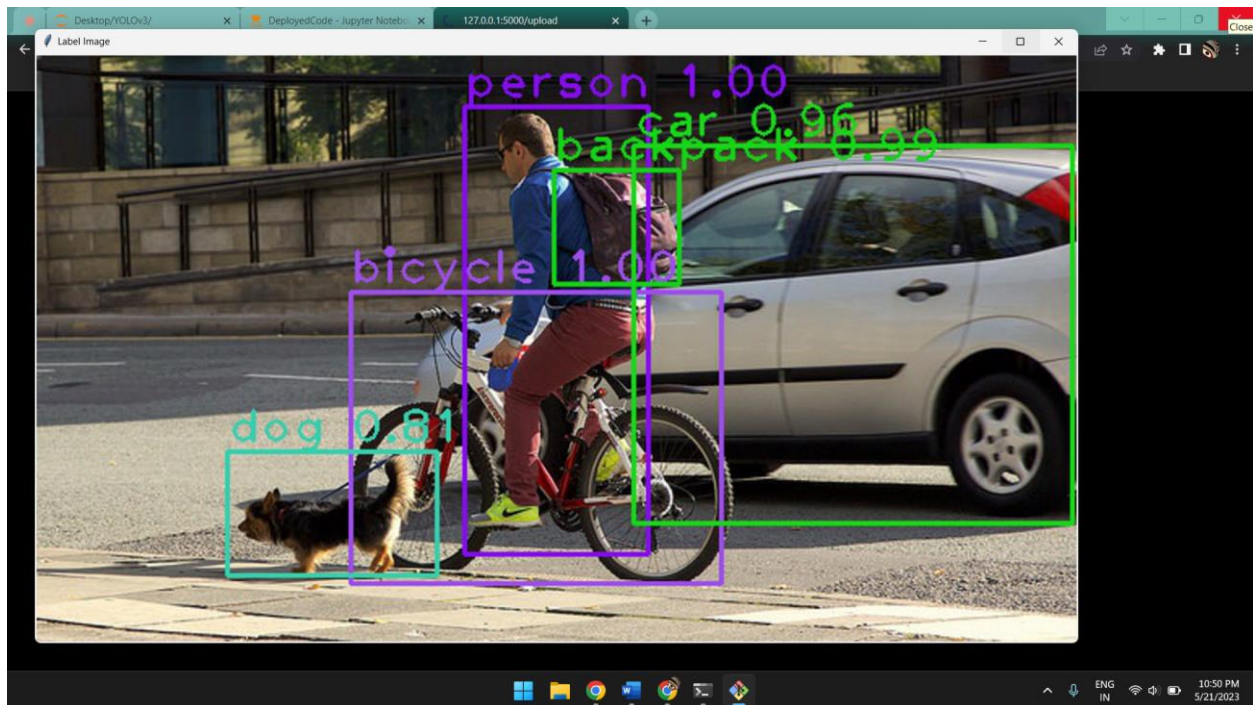 Desktop/YOLOv3/
DeployedCode - Jupyter Notebo
127.0.0.1:5000/upload
Close
Label Image
person 1.00
car 0.96
backpack 0.99
bicycle 1.00
dog 0.81
ENG
IN
10:50 PM
5/21/2023